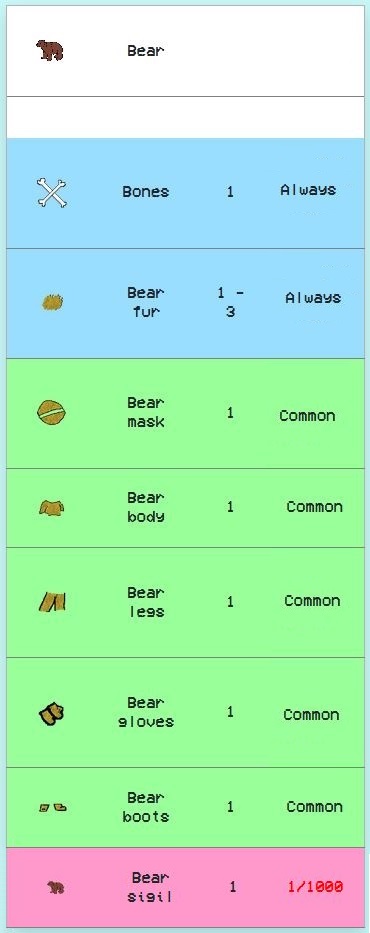 Bear
Bones 1 Always
Bear
fur
1 -
3
Always
Bear
mask
1 Common
Bear
body
1 Common
Bear
legs
1 Common
Bear
gloves
1 Common
Bear
boots
1 Common
Bear
sigil
1 1/1000